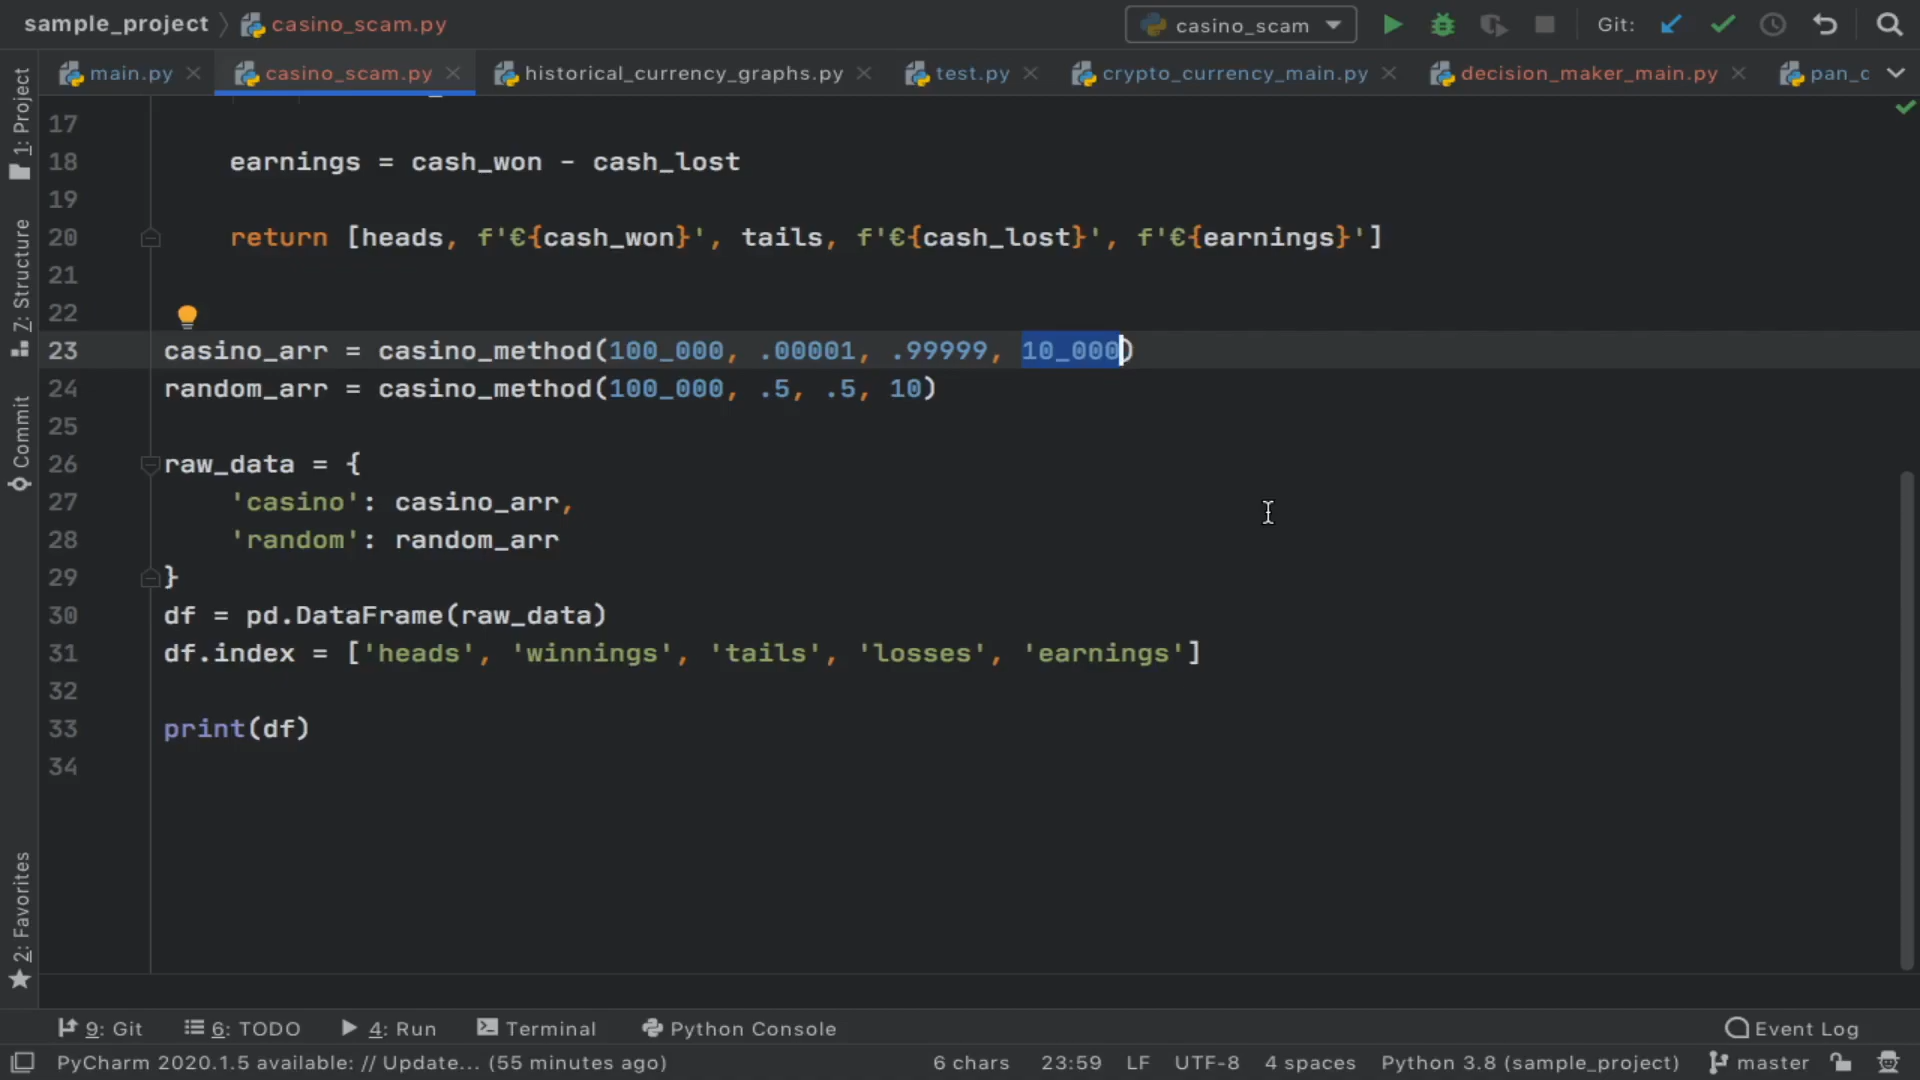 sample_project casino_scam.py casino_scam Git:
main.py casino_scam.py historical_currency_graphs.py test.py crypto_currency_main.py decision_maker_main.py pan_c
1: Project
Z: Structure
Commit
2: Favorites
17
18 earnings = cash_won - cash_lost
19
20 return [heads, f'€{cash_won}', tails, f'€{cash_lost}', f'€{earnings}']
21
22
23 casino_arr = casino_method(100_000, .00001, .99999, 10_000)
24 random_arr = casino_method(100_000, .5, .5, 10)
25
26 raw_data = {
27 'casino': casino_arr,
28 'random': random_arr
29 }
30 df = pd.DataFrame(raw_data)
31 df.index = ['heads', 'winnings', 'tails', 'losses', 'earnings']
32
33 print(df)
34
9: Git 6: TODO 4: Run Terminal Python Console Event Log
PyCharm 2020.1.5 available: // Update... (55 minutes ago) 6 chars 23:59 LF UTF-8 4 spaces Python 3.8 (sample_project) master